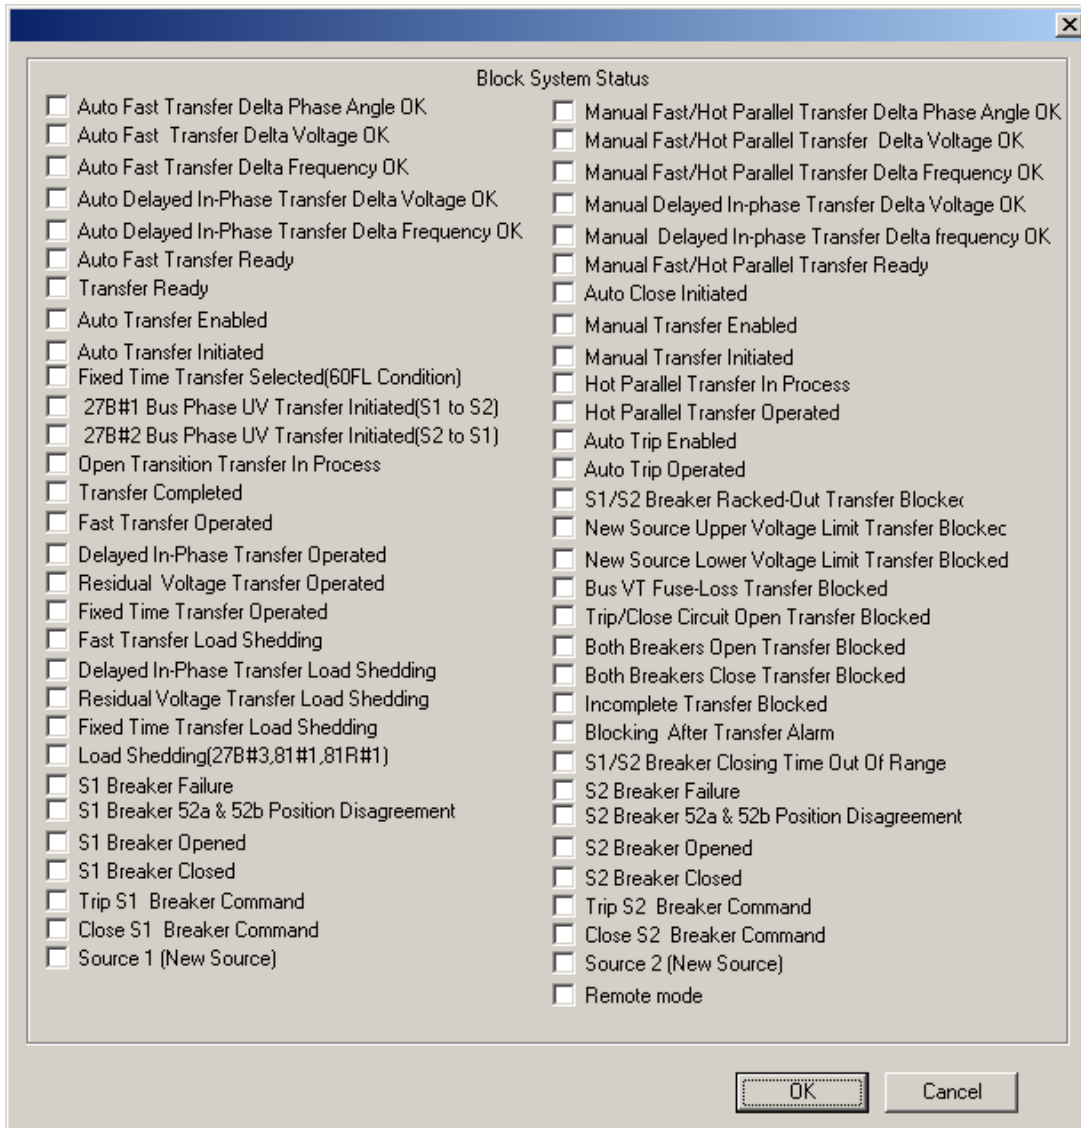 Block System Status
Auto Fast Transfer Delta Phase Angle OK
Auto Fast  Transfer Delta Voltage OK
Auto Fast Transfer Delta Frequency OK
Auto Delayed In-Phase Transfer Delta Voltage OK
Auto Delayed In-Phase Transfer Delta Frequency OK
Auto Fast Transfer Ready
Transfer Ready
Auto Transfer Enabled
Auto Transfer Initiated
Fixed Time Transfer Selected(60FL Condition)
27B#1 Bus Phase UV Transfer Initiated(S1 to S2)
27B#2 Bus Phase UV Transfer Initiated(S2 to S1)
Open Transition Transfer In Process
Transfer Completed
Fast Transfer Operated
Delayed In-Phase Transfer Operated
Residual  Voltage Transfer Operated
Fixed Time Transfer Operated
Fast Transfer Load Shedding
Delayed In-Phase Transfer Load Shedding
Residual Voltage Transfer Load Shedding
Fixed Time Transfer Load Shedding
Load Shedding(27B#3,81#1,81R#1)
S1 Breaker Failure
S1 Breaker 52a & 52b Position Disagreement
S1 Breaker Opened
S1 Breaker Closed
Trip S1  Breaker Command
Close S1  Breaker Command
Source 1 (New Source)
Manual Fast/Hot Parallel Transfer Delta Phase Angle OK
Manual Fast/Hot Parallel Transfer  Delta Voltage OK
Manual Fast/Hot Parallel Transfer Delta Frequency OK
Manual Delayed In-phase Transfer Delta Voltage OK
Manual  Delayed In-phase Transfer Delta frequency OK
Manual Fast/Hot Parallel Transfer Ready
Auto Close Initiated
Manual Transfer Enabled
Manual Transfer Initiated
Hot Parallel Transfer In Process
Hot Parallel Transfer Operated
Auto Trip Enabled
Auto Trip Operated
S1/S2 Breaker Racked-Out Transfer Blocked
New Source Upper Voltage Limit Transfer Blocked
New Source Lower Voltage Limit Transfer Blocked
Bus VT Fuse-Loss Transfer Blocked
Trip/Close Circuit Open Transfer Blocked
Both Breakers Open Transfer Blocked
Both Breakers Close Transfer Blocked
Incomplete Transfer Blocked
Blocking  After Transfer Alarm
S1/S2 Breaker Closing Time Out Of Range
S2 Breaker Failure
S2 Breaker 52a & 52b Position Disagreement
S2 Breaker Opened
S2 Breaker Closed
Trip S2  Breaker Command
Close S2  Breaker Command
Source 2 (New Source)
Remote mode
OK
Cancel